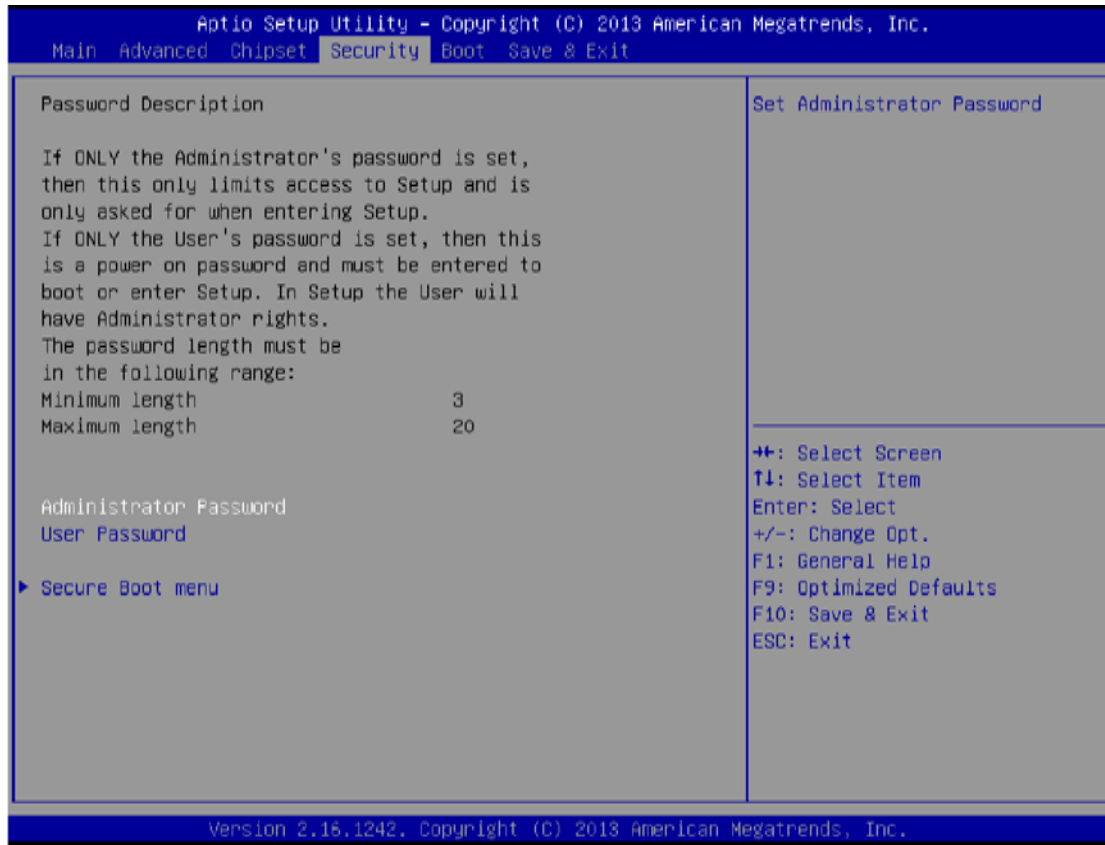 Aptio Setup Utility – Copyright (C) 2013 American Megatrends, Inc.
Main Advanced Chipset Security Boot Save & Exit
Password Description
If ONLY the Administrator's password is set,
then this only limits access to Setup and is
only asked for when entering Setup.
If ONLY the User's password is set, then this
is a power on password and must be entered to
boot or enter Setup. In Setup the User will
have Administrator rights.
The password length must be
in the following range:
Minimum length 3
Maximum length 20
Administrator Password
User Password
▶ Secure Boot menu
Set Administrator Password
→←: Select Screen
↑↓: Select Item
Enter: Select
+/-: Change Opt.
F1: General Help
F9: Optimized Defaults
F10: Save & Exit
ESC: Exit
Version 2.16.1242. Copyright (C) 2013 American Megatrends, Inc.